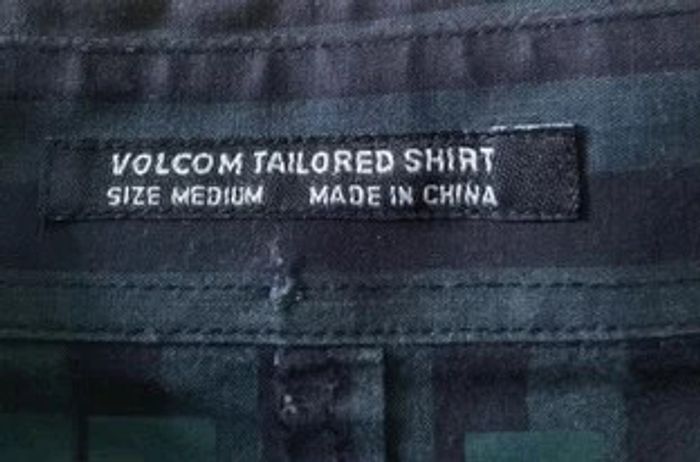 VOLCOM TAILORED SHIRT
SIZE MEDIUM MADE IN CHINA